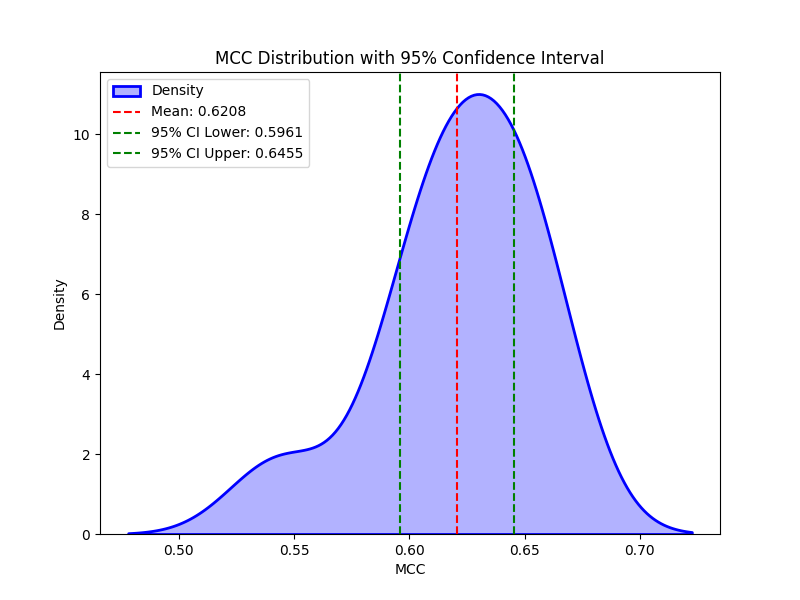 MCC Distribution with 95% Confidence Interval
Density
Mean: 0.6208
95% CI Lower: 0.5961
95% CI Upper: 0.6455
10
8
6
4
2
0
Density
0.50 0.55 0.60 0.65 0.70
MCC